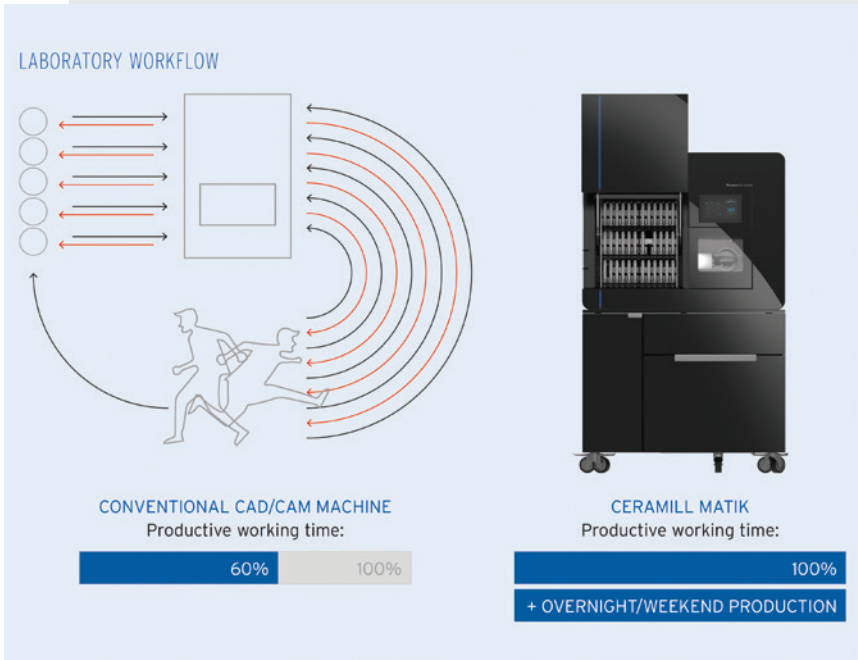 LABORATORY WORKFLOW
CONVENTIONAL CAD/CAM MACHINE
Productive working time:
60%
100%
CERAMILL MATIK
Productive working time:
100%
+ OVERNIGHT/WEEKEND PRODUCTION